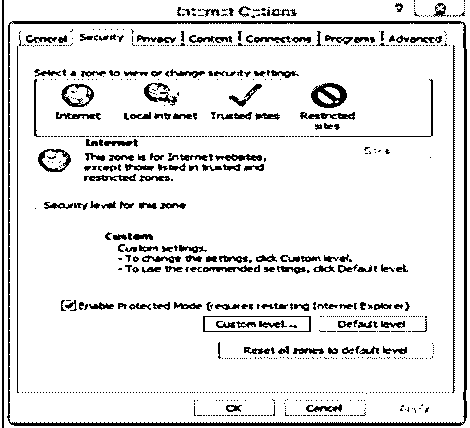 Internet Options
General Security Privacy Content Connections Programs Advanced
Select a zone to view or change security settings.
Internet Local intranet Trusted sites Restricted sites
Internet
Sites
This zone is for Internet websites,
except those listed in trusted and
restricted zones.
Security level for this zone
Custom
Custom settings.
- To change the settings, click Custom level.
- To use the recommended settings, click Default level.
Enable Protected Mode (requires restarting Internet Explorer)
Custom level... Default level
Reset all zones to default level
OK Cancel Apply